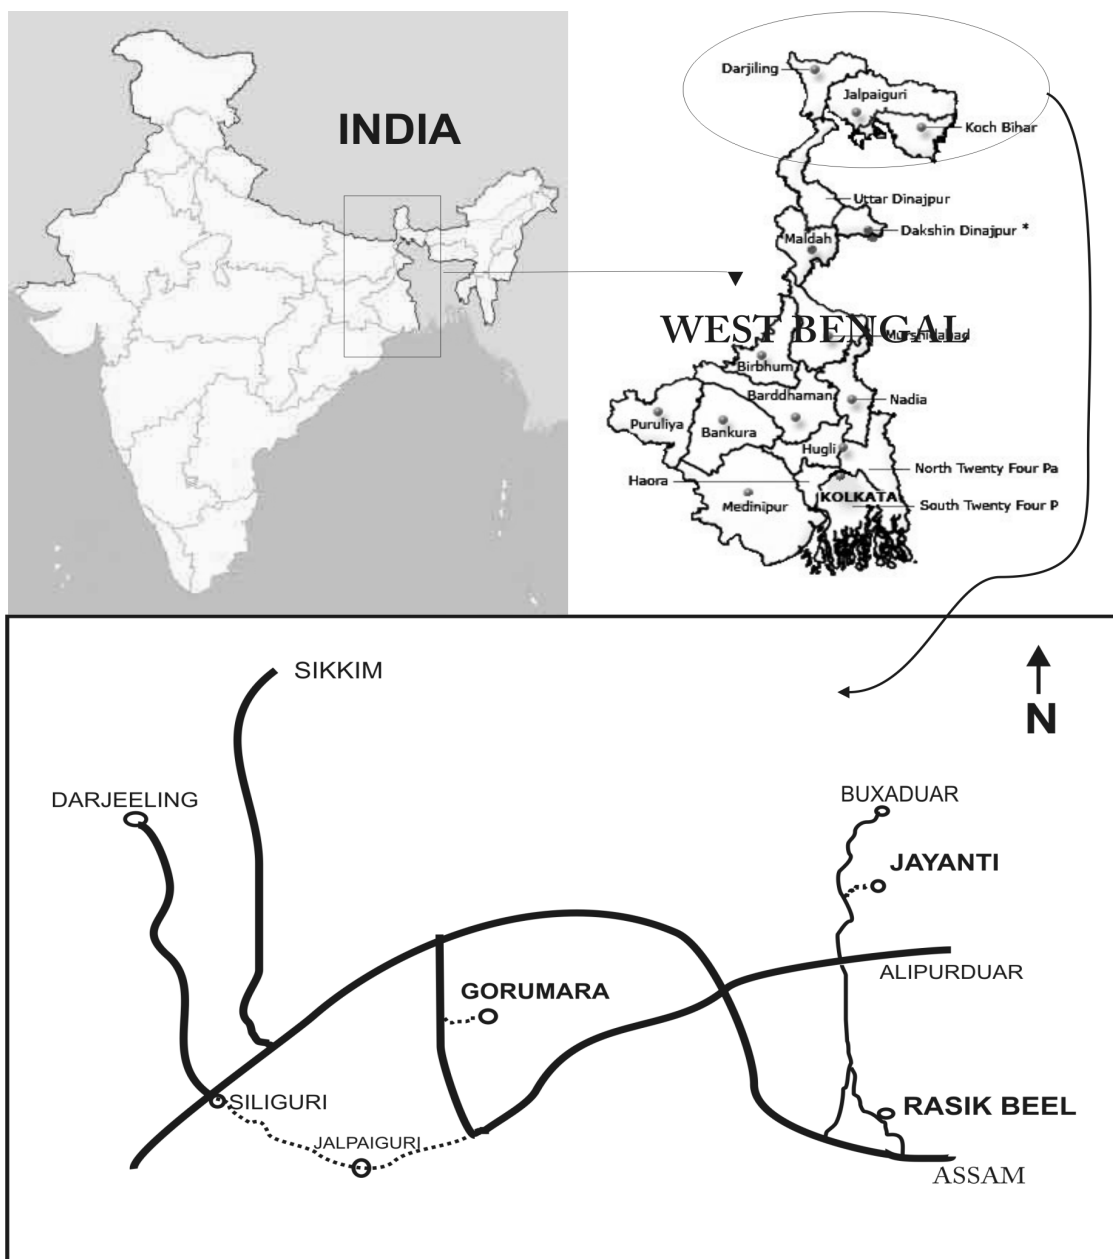 INDIA
Darjiling
Jalpaiguri
Koch Bihar
Uttar Dinajpur
Dakshin Dinajpur *
Maldah
WEST BENGAL
Murshidabad
Birbhum
Barddhaman
Nadia
Puruliya
Bankura
Hugli
North Twenty Four Pa
Haora
KOLKATA
Medinipur
South Twenty Four P
SIKKIM
N
DARJEELING
BUXADUAR
JAYANTI
ALIPURDUAR
GORUMARA
SILIGURI
RASIK BEEL
JALPAIGURI
ASSAM